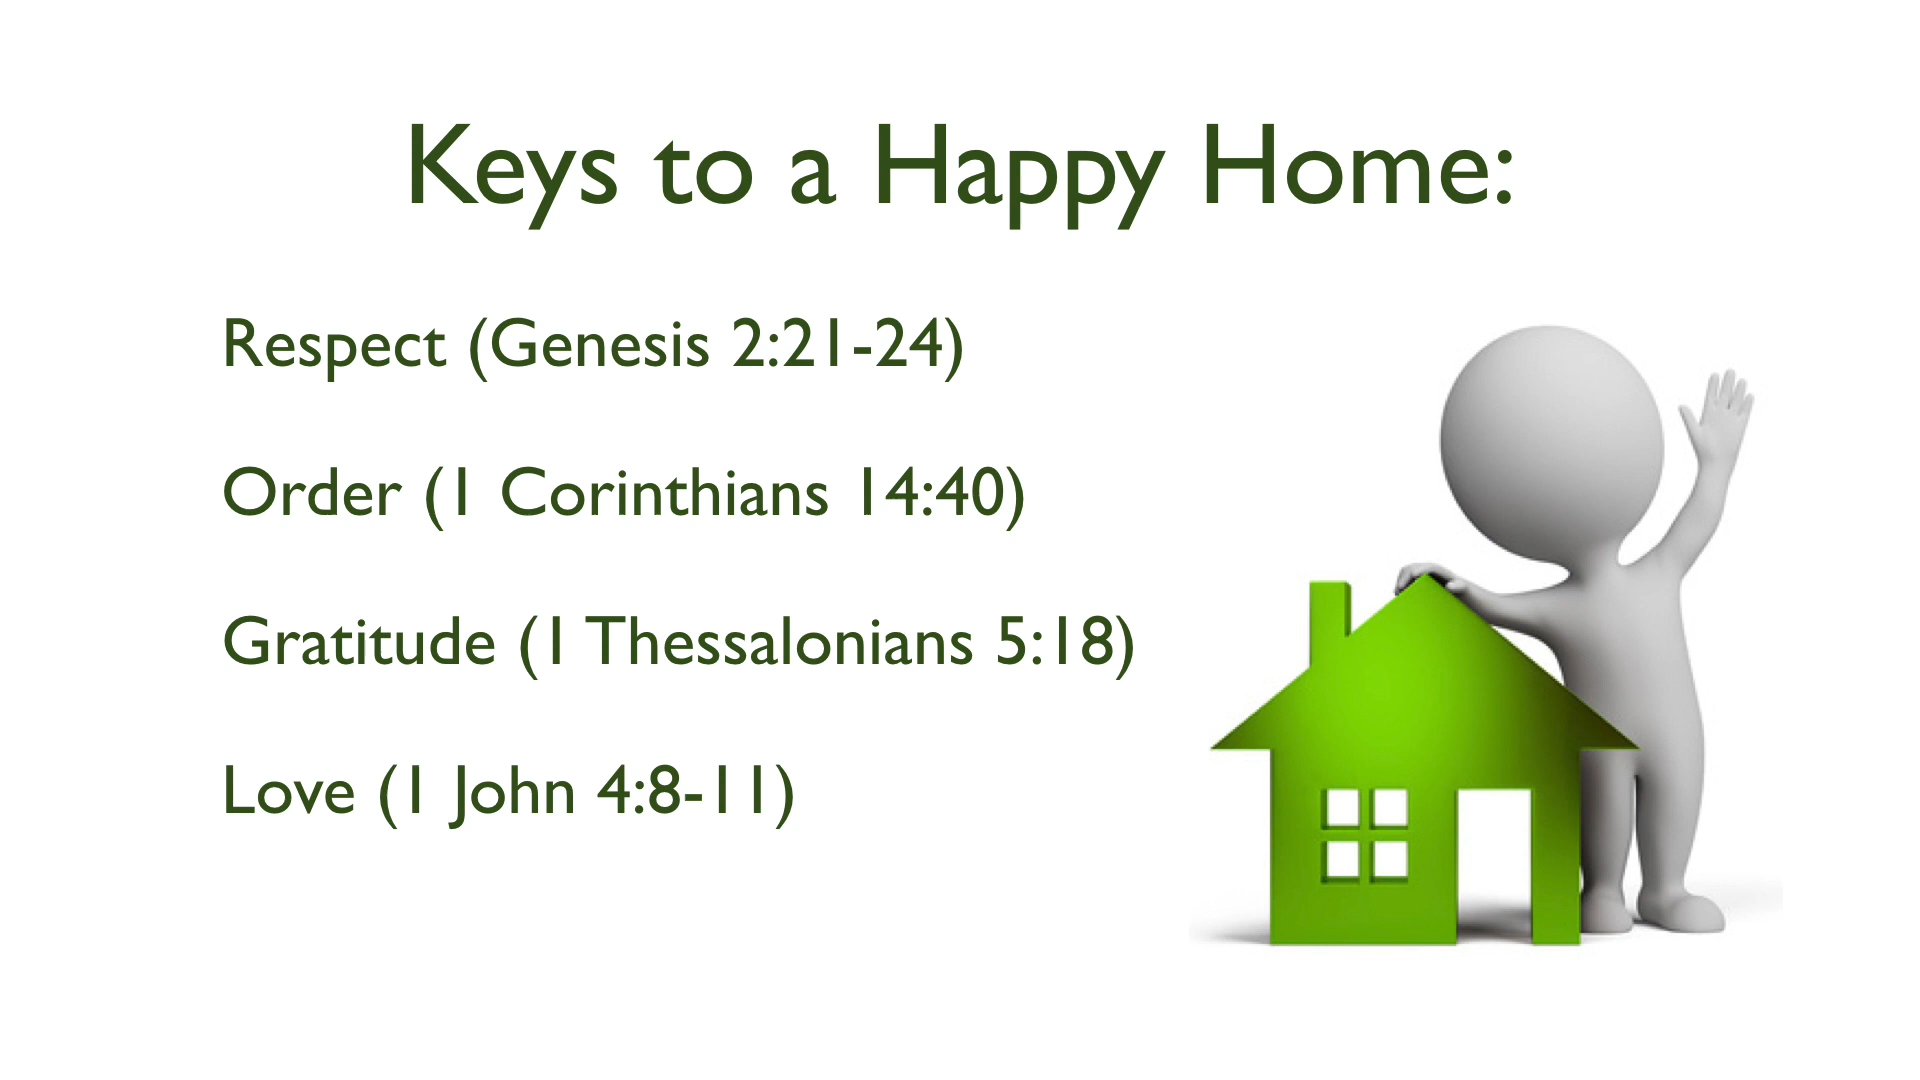 Keys to a Happy Home:
Respect (Genesis 2:21-24)
Order (1 Corinthians 14:40)
Gratitude (1 Thessalonians 5:18)
Love (1 John 4:8-11)